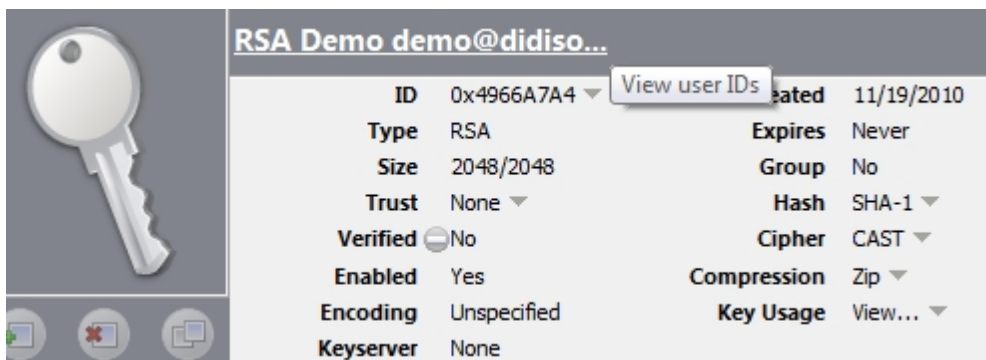 RSA Demo demo@didiso...
View user IDs
ID 0x4966A7A4 eated 11/19/2010
Type RSA Expires Never
Size 2048/2048 Group No
Trust None Hash SHA-1
Verified No Cipher CAST
Enabled Yes Compression Zip
Encoding Unspecified Key Usage View...
Keyserver None